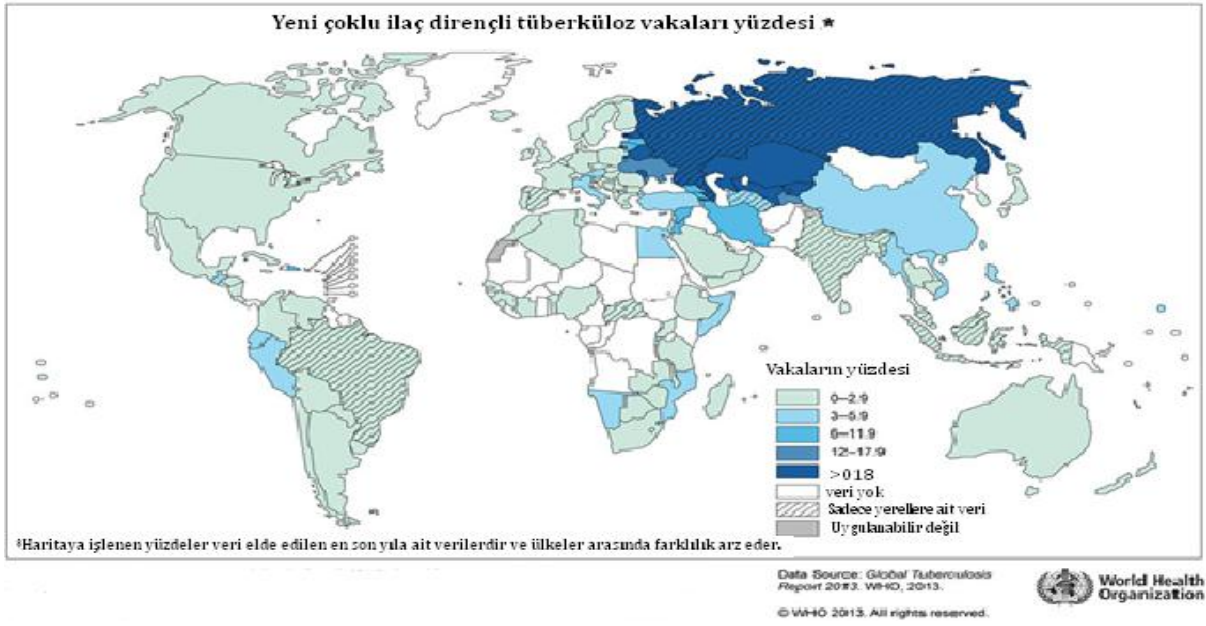 Yeni çoklu ilaç dirençli tüberküloz vakaları yüzdesi *
Vakaların yüzdesi
0–2.9
3–5.9
6–11.9
12–17.9
>018
veri yok
Sadece yerellere ait veri
Uygulanabilir değil
*Haritaya işlenen yüzdeler veri elde edilen en son yıla ait verilerdir ve ülkeler arasında farklılık arz eder.
Data Source: Global Tuberculosis
Report 2013. WHO, 2013.
© WHO 2013. All rights reserved.
World Health
Organization